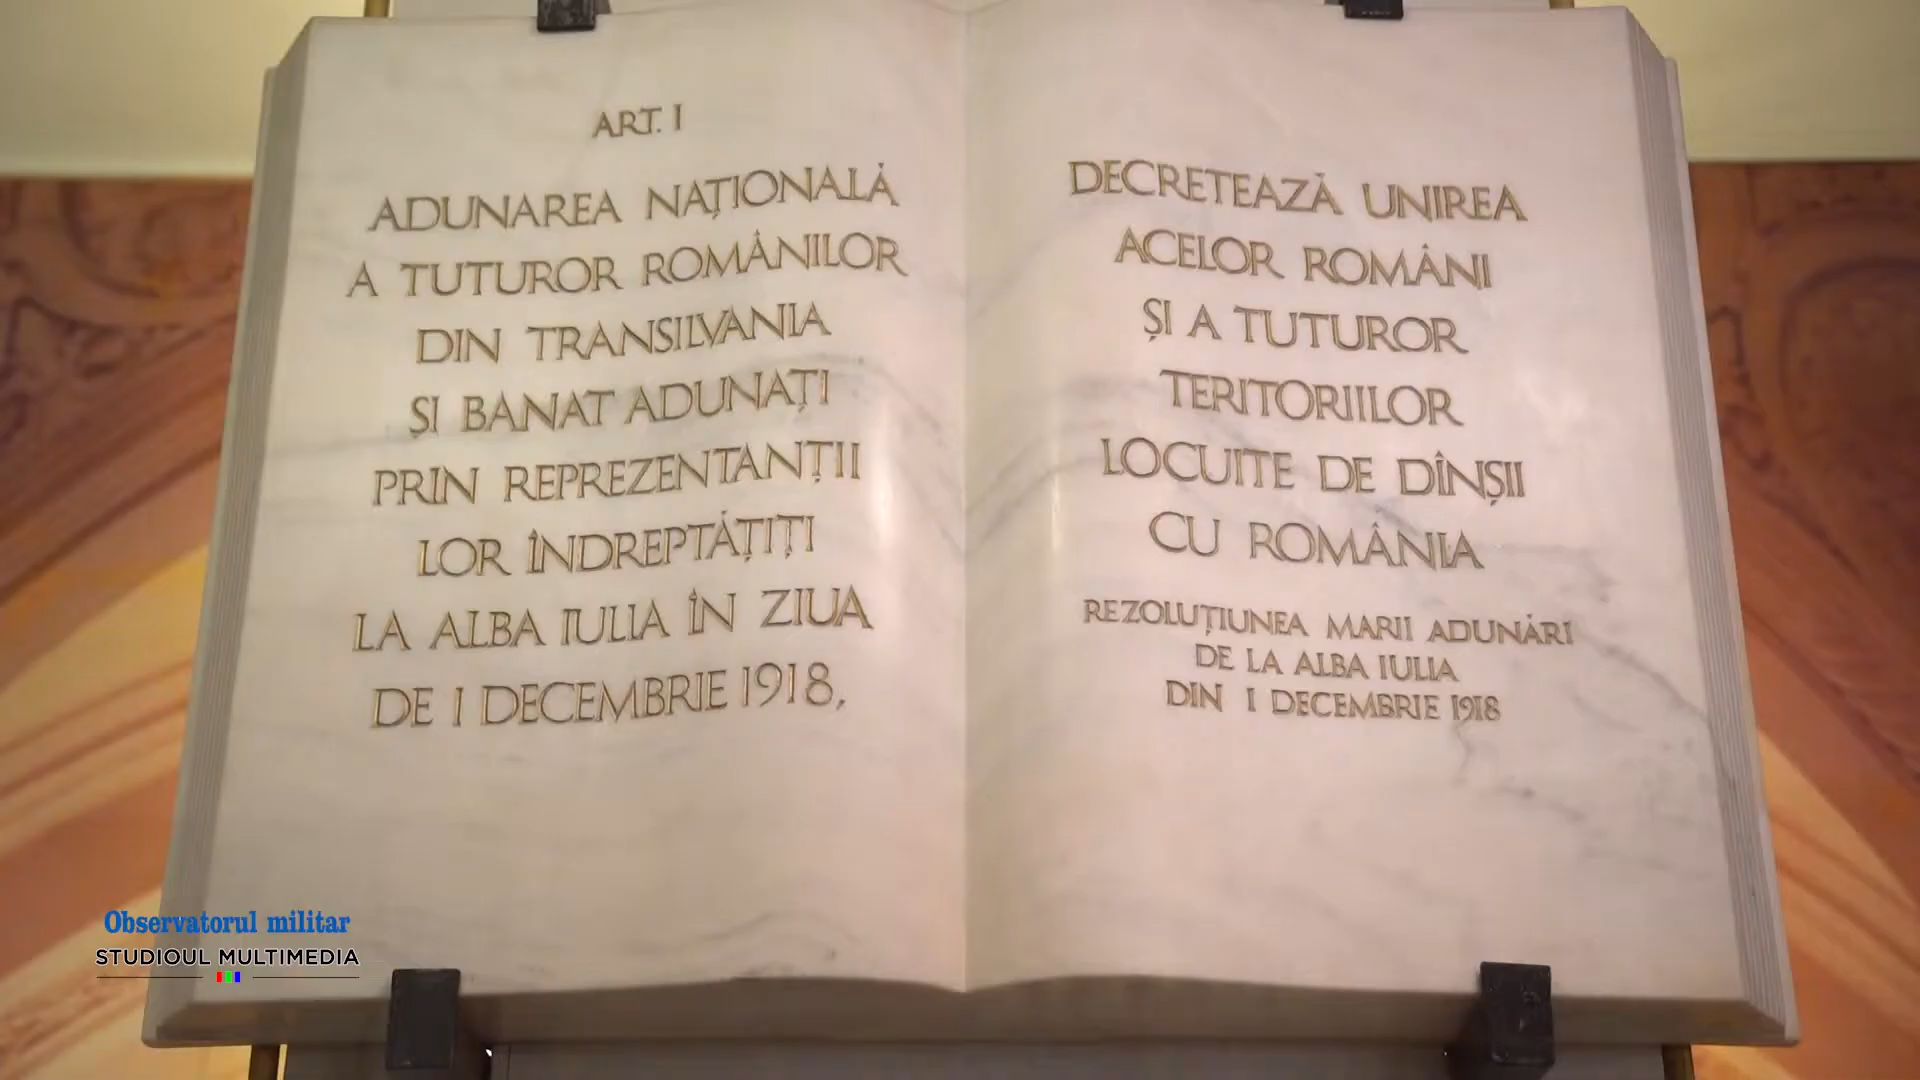 ART. I
ADUNAREA NAȚIONALĂ
A TUTUROR ROMÂNILOR
DIN TRANSILVANIA
ȘI BANAT ADUNAȚI
PRIN REPREZENTANȚII
LOR ÎNDREPTĂȚIȚI
LA ALBA IULIA ÎN ZIUA
DE 1 DECEMBRIE 1918,
DECRETEAZĂ UNIREA
ACELOR ROMÂNI
ȘI A TUTUROR
TERITORIILOR
LOCUITE DE DÎNȘII
CU ROMÂNIA
REZOLUȚIUNEA MARII ADUNĂRI
DE LA ALBA IULIA
DIN 1 DECEMBRIE 1918
Observatorul militar
STUDIOUL MULTIMEDIA